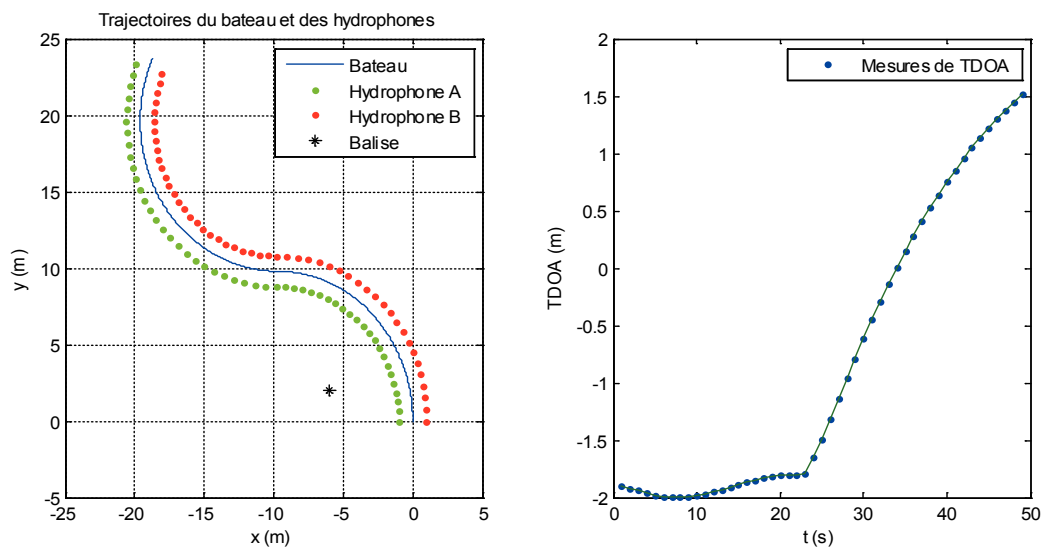 Trajectoires du bateau et des hydrophones
25
20
15
10
5
0
-5
-25
-20
-15
-10
-5
0
5
y (m)
x (m)
Bateau
Hydrophone A
Hydrophone B
Balise
2
1.5
1
0.5
0
-0.5
-1
-1.5
-2
0
10
20
30
40
50
TDOA (m)
t (s)
Mesures de TDOA